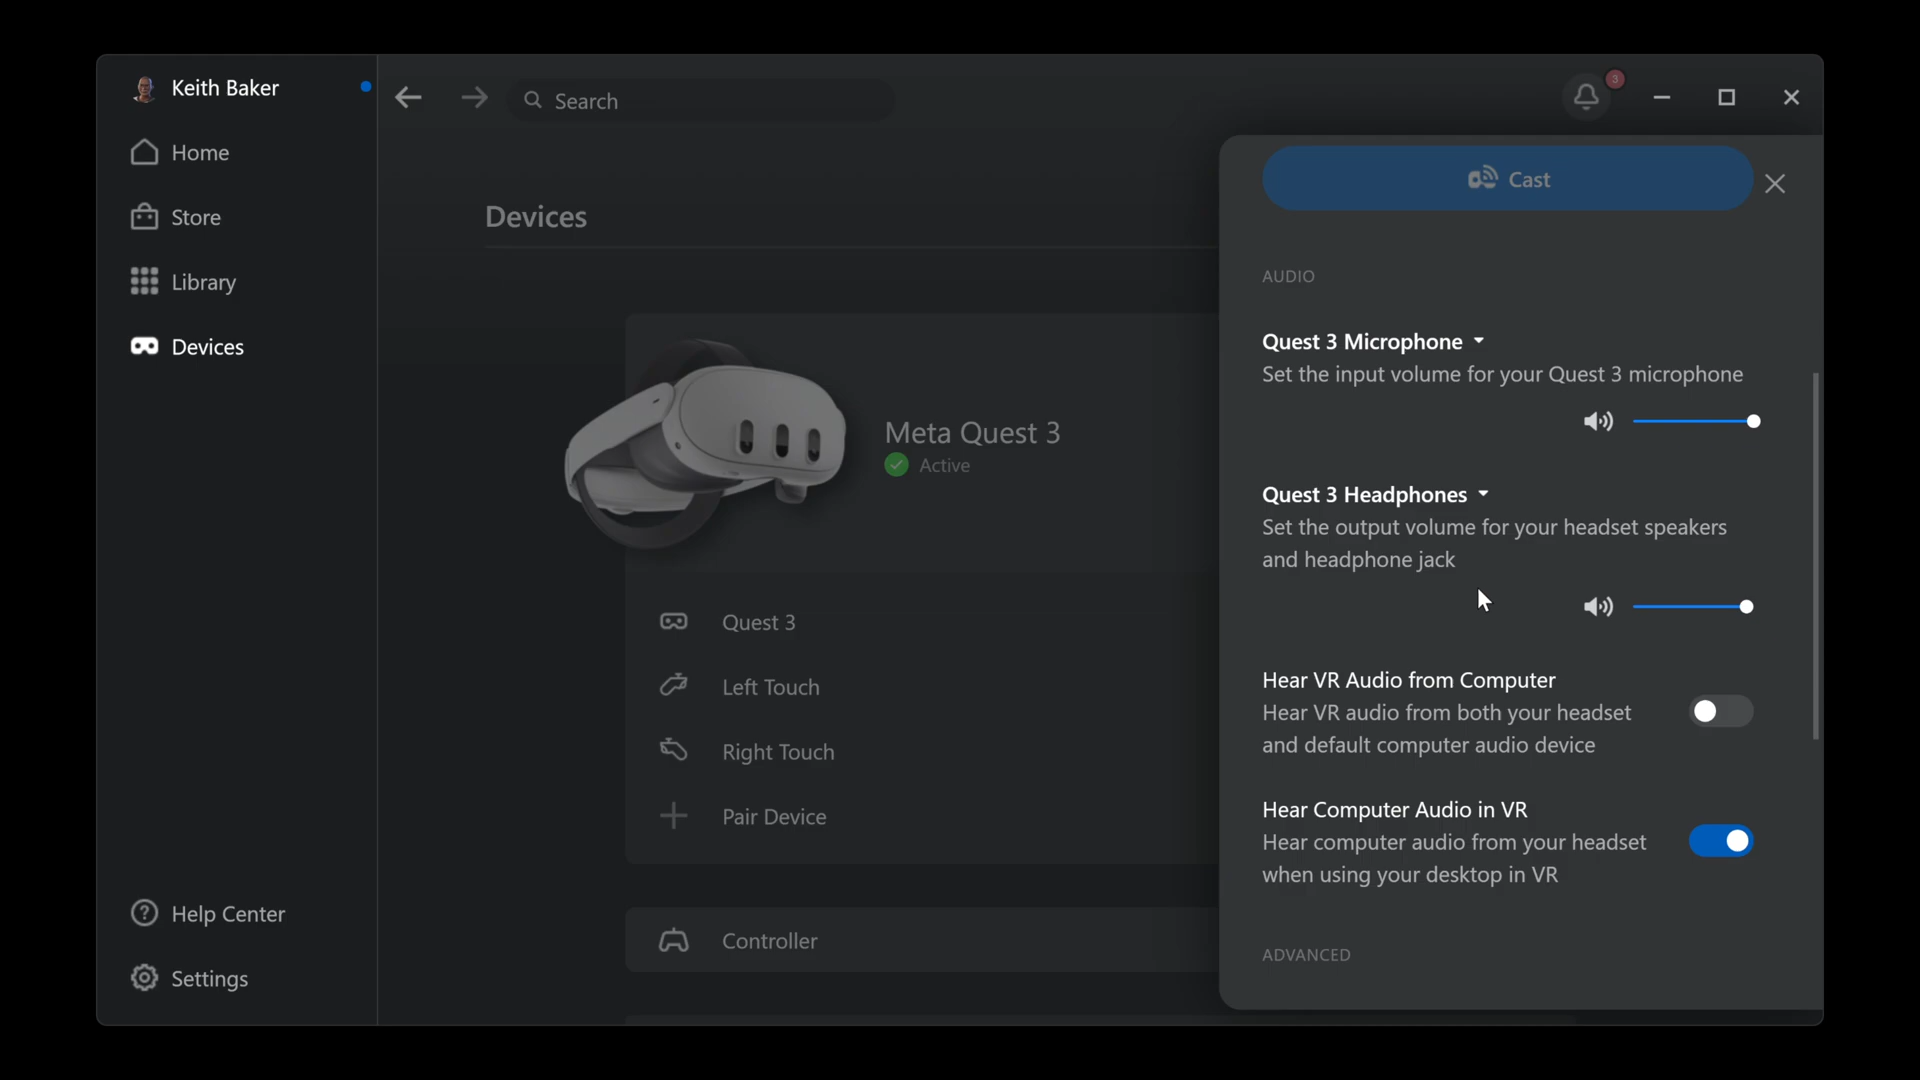 Keith Baker
Home
Store
Library
Devices
Help Center
Settings
Search
3
Devices
Meta Quest 3
Active
Quest 3
Left Touch
Right Touch
Pair Device
Controller
Cast
AUDIO
Quest 3 Microphone
Set the input volume for your Quest 3 microphone
Quest 3 Headphones
Set the output volume for your headset speakers
and headphone jack
Hear VR Audio from Computer
Hear VR audio from both your headset
and default computer audio device
Hear Computer Audio in VR
Hear computer audio from your headset
when using your desktop in VR
ADVANCED